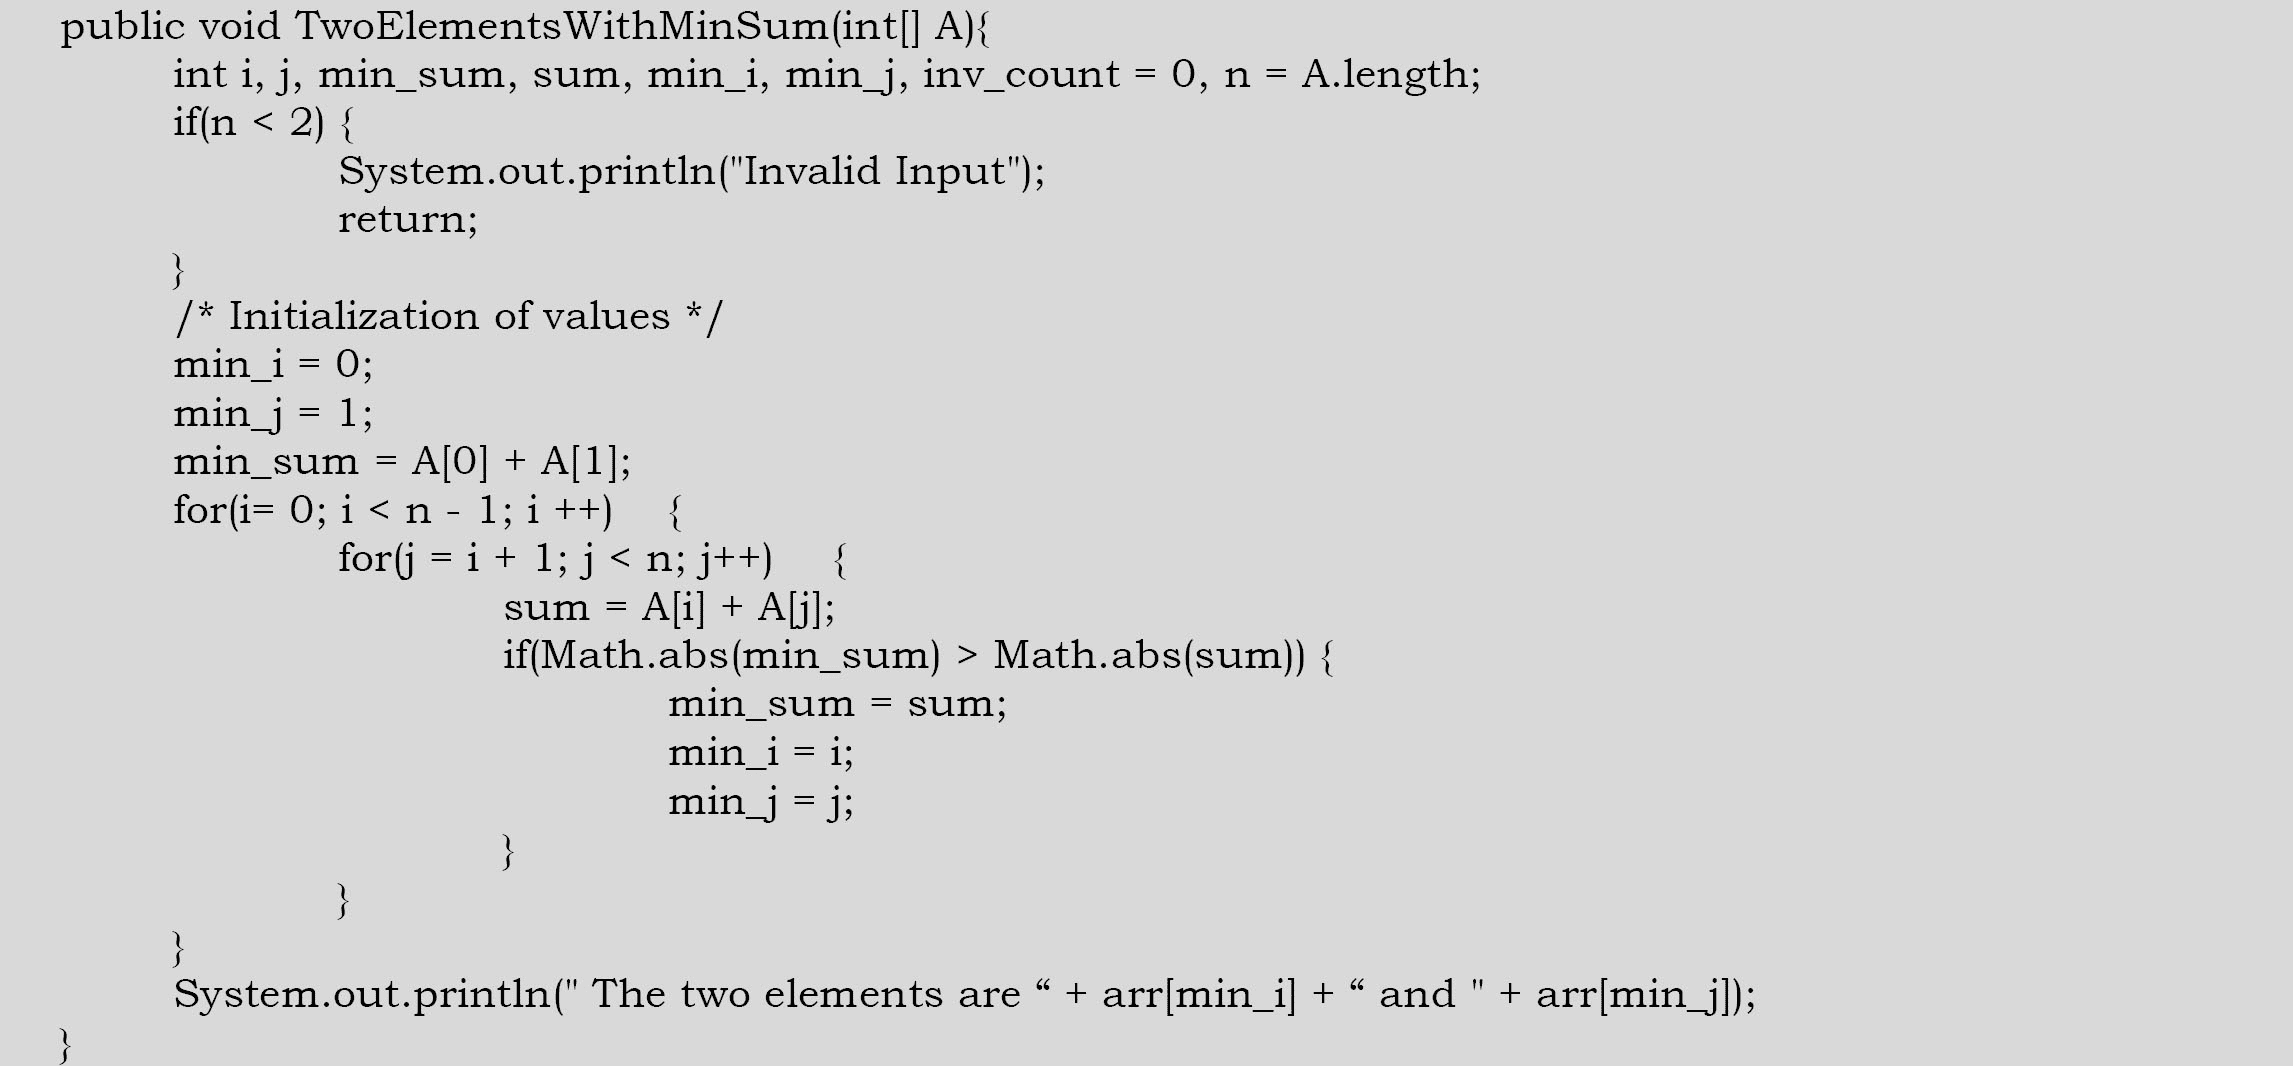 public void TwoElementsWithMinSum(int[] A){
int i, j, min_sum, sum, min_i, min_j, inv_count = 0, n = A.length;
if(n < 2) {
System.out.println("Invalid Input");
return;
}
/* Initialization of values */
min_i = 0;
min_j = 1;
min_sum = A[0] + A[1];
for(i= 0; i < n - 1; i ++) {
for(j = i + 1; j < n; j++) {
sum = A[i] + A[j];
if(Math.abs(min_sum) > Math.abs(sum)) {
min_sum = sum;
min_i = i;
min_j = j;
}
}
}
System.out.println(" The two elements are “ + arr[min_i] + “ and " + arr[min_j]);
}